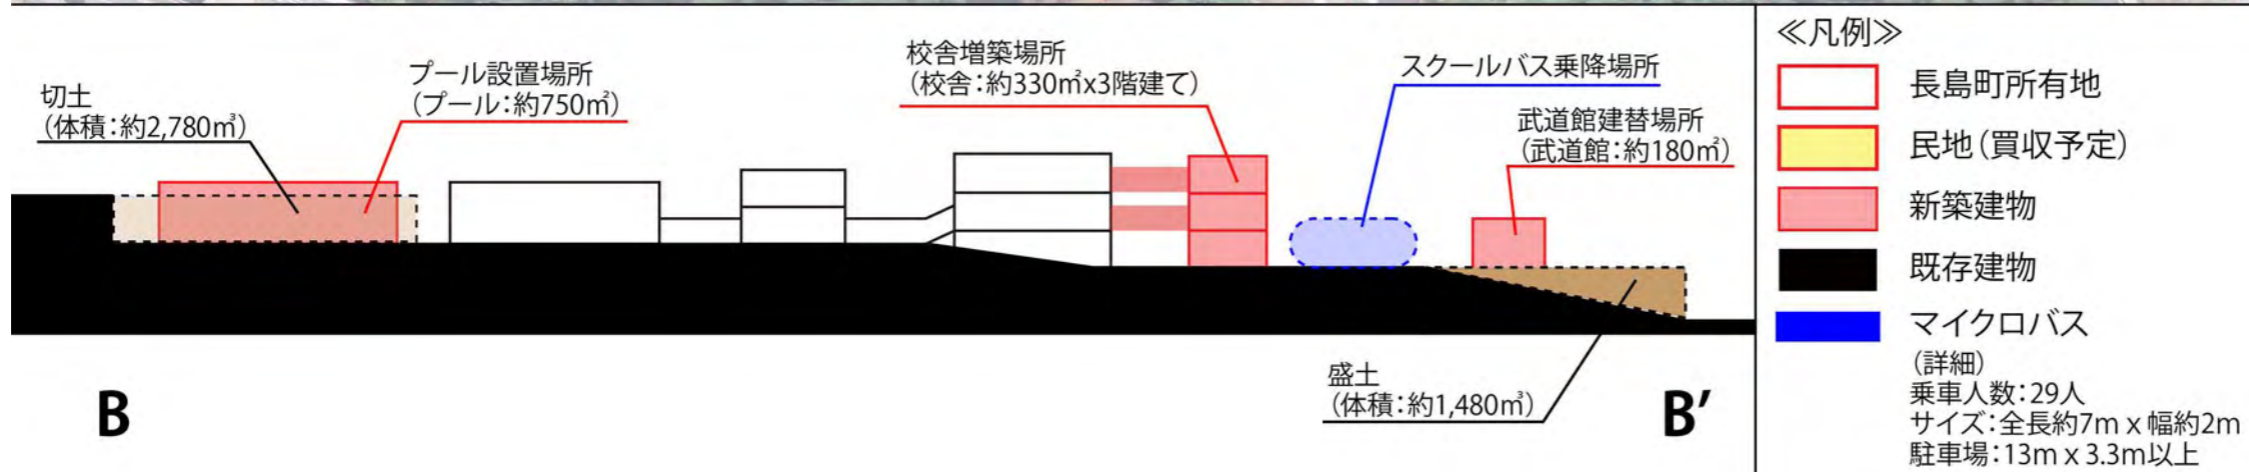 切土
(体積：約2,780㎥)
プール設置場所
(プール：約750㎡)
校舎増築場所
(校舎：約330㎡x3階建て)
スクールバス乗降場所
武道館建替場所
(武道館：約180㎡)
盛土
(体積：約1,480㎥)
B
B′
≪凡例≫
長島町所有地
民地(買収予定)
新築建物
既存建物
マイクロバス
(詳細)
乗車人数：29人
サイズ：全長約7m x 幅約2m
駐車場：13m x 3.3m以上